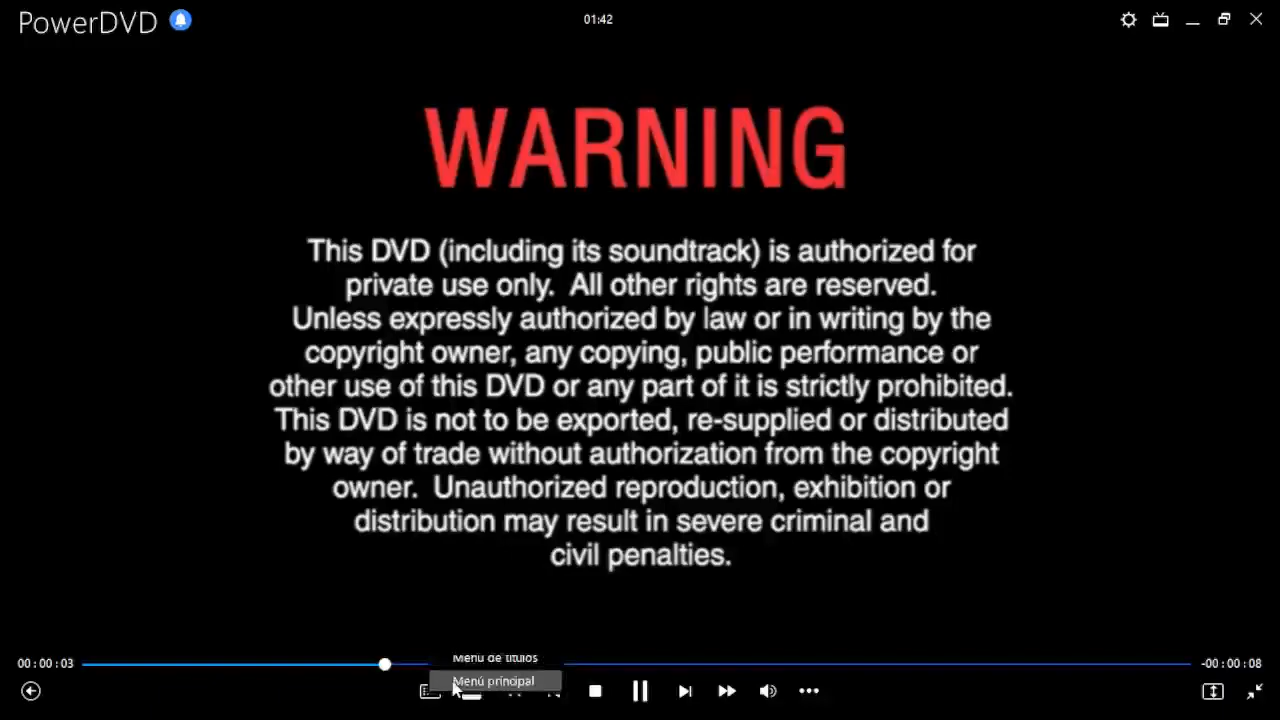 PowerDVD
01:42
WARNING
This DVD (including its soundtrack) is authorized for
private use only. All other rights are reserved.
Unless expressly authorized by law or in writing by the
copyright owner, any copying, public performance or
other use of this DVD or any part of it is strictly prohibited.
This DVD is not to be exported, re-supplied or distributed
by way of trade without authorization from the copyright
owner. Unauthorized reproduction, exhibition or
distribution may result in severe criminal and
civil penalties.
00:00:03
Menú de títulos
-00:00:08
Menú principal